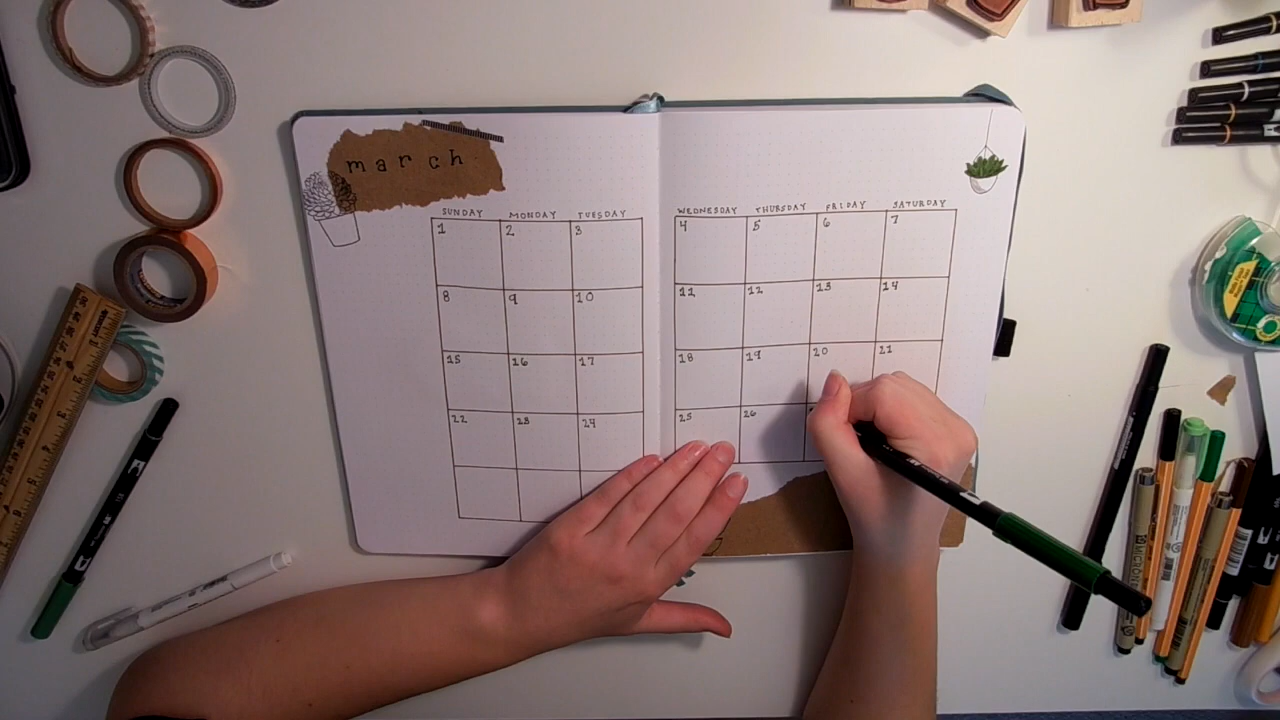 march
SUNDAY MONDAY TUESDAY WEDNESDAY THURSDAY FRIDAY SATURDAY
1 2 3 4 5 6 7
8 9 10 11 12 13 14
15 16 17 18 19 20 21
22 23 24 25 26
MICRON